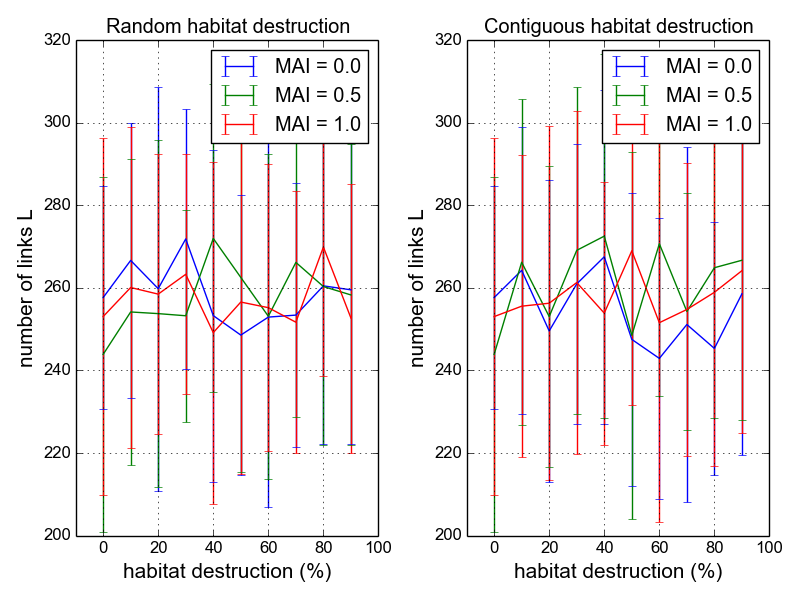 Random habitat destruction
320
300
280
260
240
220
200
number of links L
MAI = 0.0
MAI = 0.5
MAI = 1.0
0 20 40 60 80 100
habitat destruction (%)
Contiguous habitat destruction
320
300
280
260
240
220
200
number of links L
MAI = 0.0
MAI = 0.5
MAI = 1.0
0 20 40 60 80 100
habitat destruction (%)